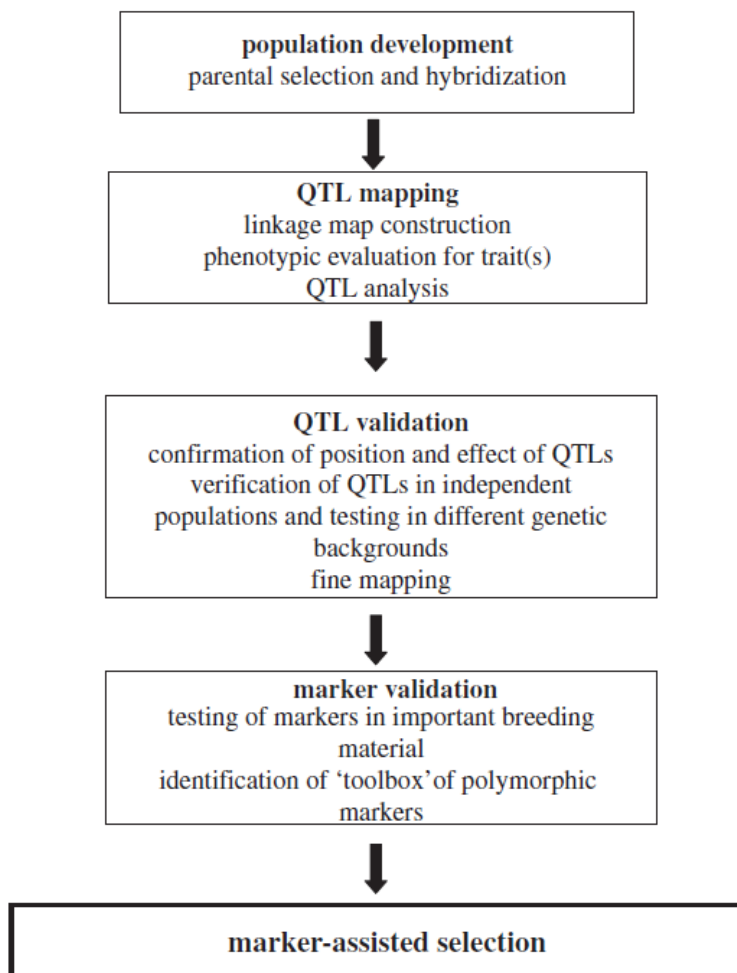 population development
parental selection and hybridization
QTL mapping
linkage map construction
phenotypic evaluation for trait(s)
QTL analysis
QTL validation
confirmation of position and effect of QTLs
verification of QTLs in independent
populations and testing in different genetic
backgrounds
fine mapping
marker validation
testing of markers in important breeding
material
identification of ‘toolbox’of polymorphic
markers
marker-assisted selection